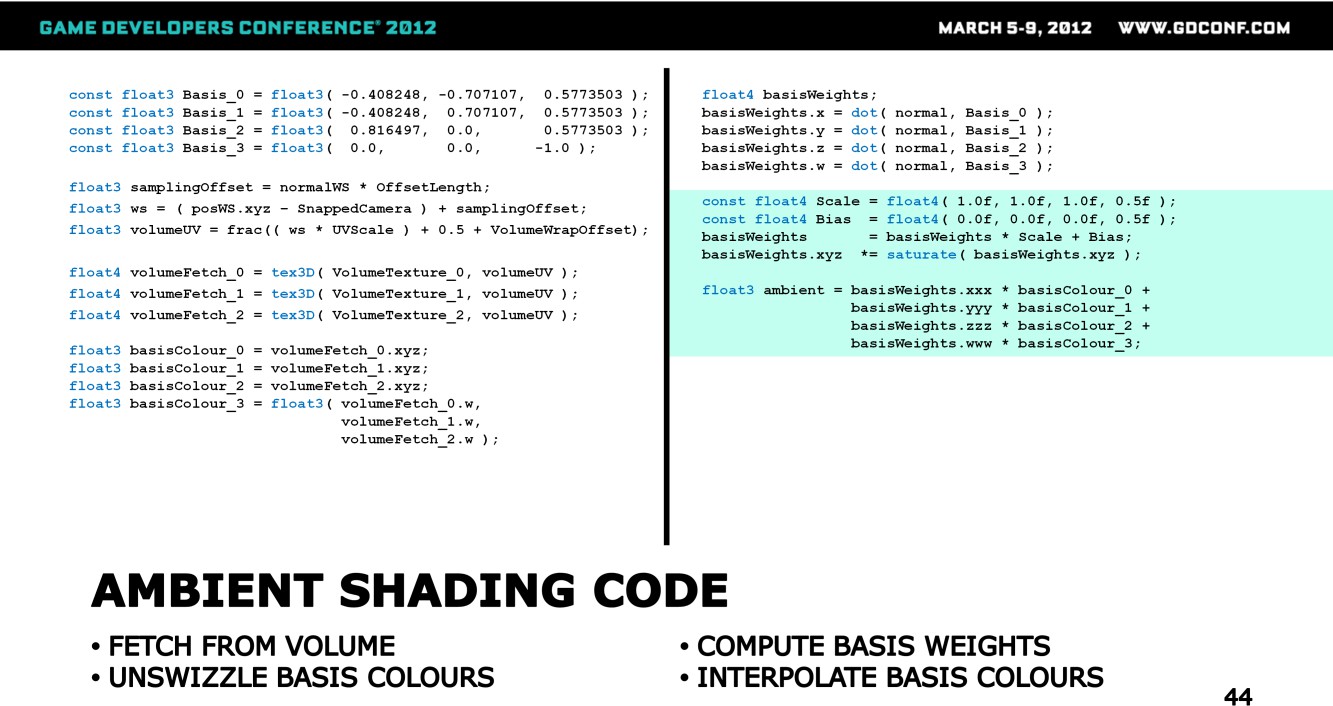 GAME DEVELOPERS CONFERENCE® 2012
MARCH 5-9, 2012 WWW.GDCONF.COM
const float3 Basis_0 = float3( -0.408248, -0.707107, 0.5773503 );
const float3 Basis_1 = float3( -0.408248, 0.707107, 0.5773503 );
const float3 Basis_2 = float3( 0.816497, 0.0, 0.5773503 );
const float3 Basis_3 = float3( 0.0, 0.0, -1.0 );
float3 samplingOffset = normalWS * OffsetLength;
float3 ws = ( posWS.xyz – SnappedCamera ) + samplingOffset;
float3 volumeUV = frac(( ws * UVScale ) + 0.5 + VolumeWrapOffset);
float4 volumeFetch_0 = tex3D( VolumeTexture_0, volumeUV );
float4 volumeFetch_1 = tex3D( VolumeTexture_1, volumeUV );
float4 volumeFetch_2 = tex3D( VolumeTexture_2, volumeUV );
float3 basisColour_0 = volumeFetch_0.xyz;
float3 basisColour_1 = volumeFetch_1.xyz;
float3 basisColour_2 = volumeFetch_2.xyz;
float3 basisColour_3 = float3( volumeFetch_0.w,
volumeFetch_1.w,
volumeFetch_2.w );
float4 basisWeights;
basisWeights.x = dot( normal, Basis_0 );
basisWeights.y = dot( normal, Basis_1 );
basisWeights.z = dot( normal, Basis_2 );
basisWeights.w = dot( normal, Basis_3 );
const float4 Scale = float4( 1.0f, 1.0f, 1.0f, 0.5f );
const float4 Bias = float4( 0.0f, 0.0f, 0.0f, 0.5f );
basisWeights = basisWeights * Scale + Bias;
basisWeights.xyz *= saturate( basisWeights.xyz );
float3 ambient = basisWeights.xxx * basisColour_0 +
basisWeights.yyy * basisColour_1 +
basisWeights.zzz * basisColour_2 +
basisWeights.www * basisColour_3;
AMBIENT SHADING CODE
• FETCH FROM VOLUME
• UNSWIZZLE BASIS COLOURS
• COMPUTE BASIS WEIGHTS
• INTERPOLATE BASIS COLOURS
44